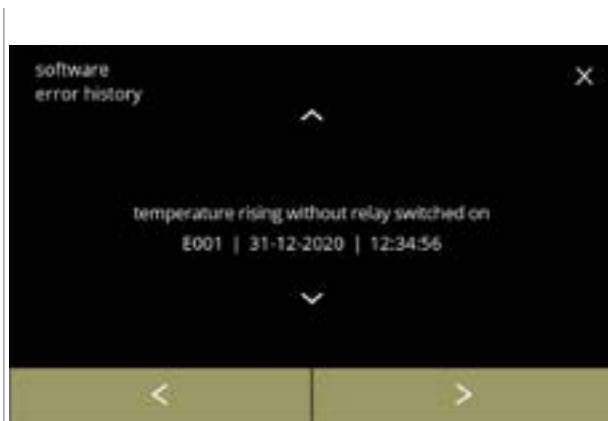 software
error history
temperature rising without relay switched on
E001 | 31-12-2020 | 12:34:56